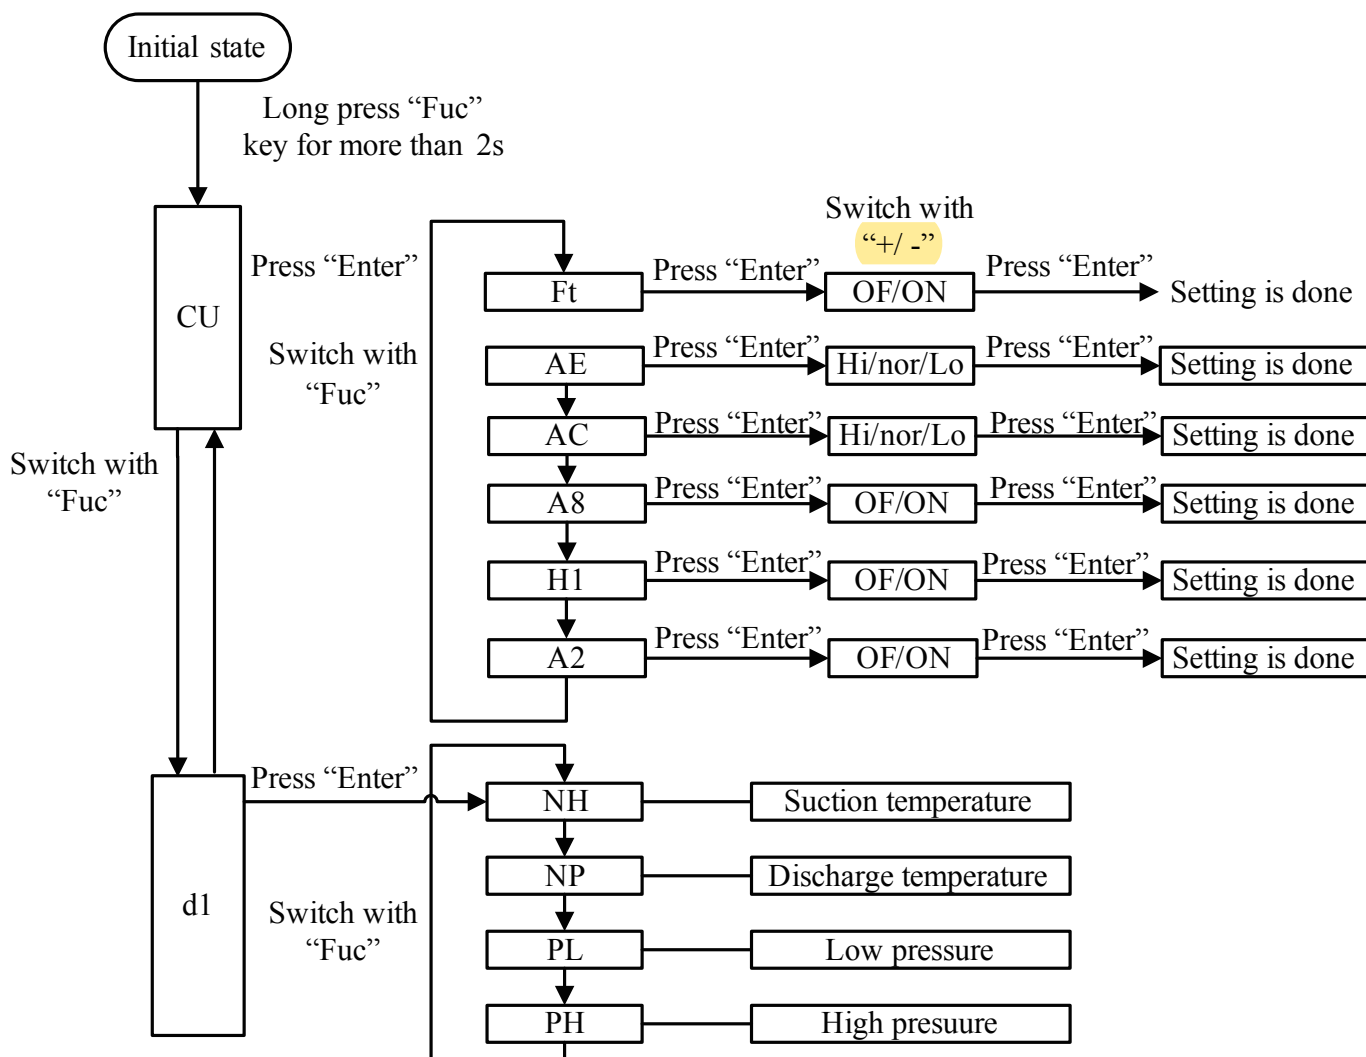 Initial state
Long press “Fuc”
key for more than 2s
Switch with
“+/ -”
Press “Enter”
Press “Enter”
Press “Enter”
Ft
OF/ON
Setting is done
CU
Switch with
“Fuc”
Press “Enter”
Press “Enter”
AE
Hi/nor/Lo
Setting is done
Press “Enter”
Press “Enter”
AC
Hi/nor/Lo
Setting is done
Switch with
“Fuc”
Press “Enter”
Press “Enter”
A8
OF/ON
Setting is done
Press “Enter”
Press “Enter”
H1
OF/ON
Setting is done
Press “Enter”
Press “Enter”
A2
OF/ON
Setting is done
Press “Enter”
NH
Suction temperature
NP
Discharge temperature
d1
Switch with
“Fuc”
PL
Low pressure
PH
High presuure